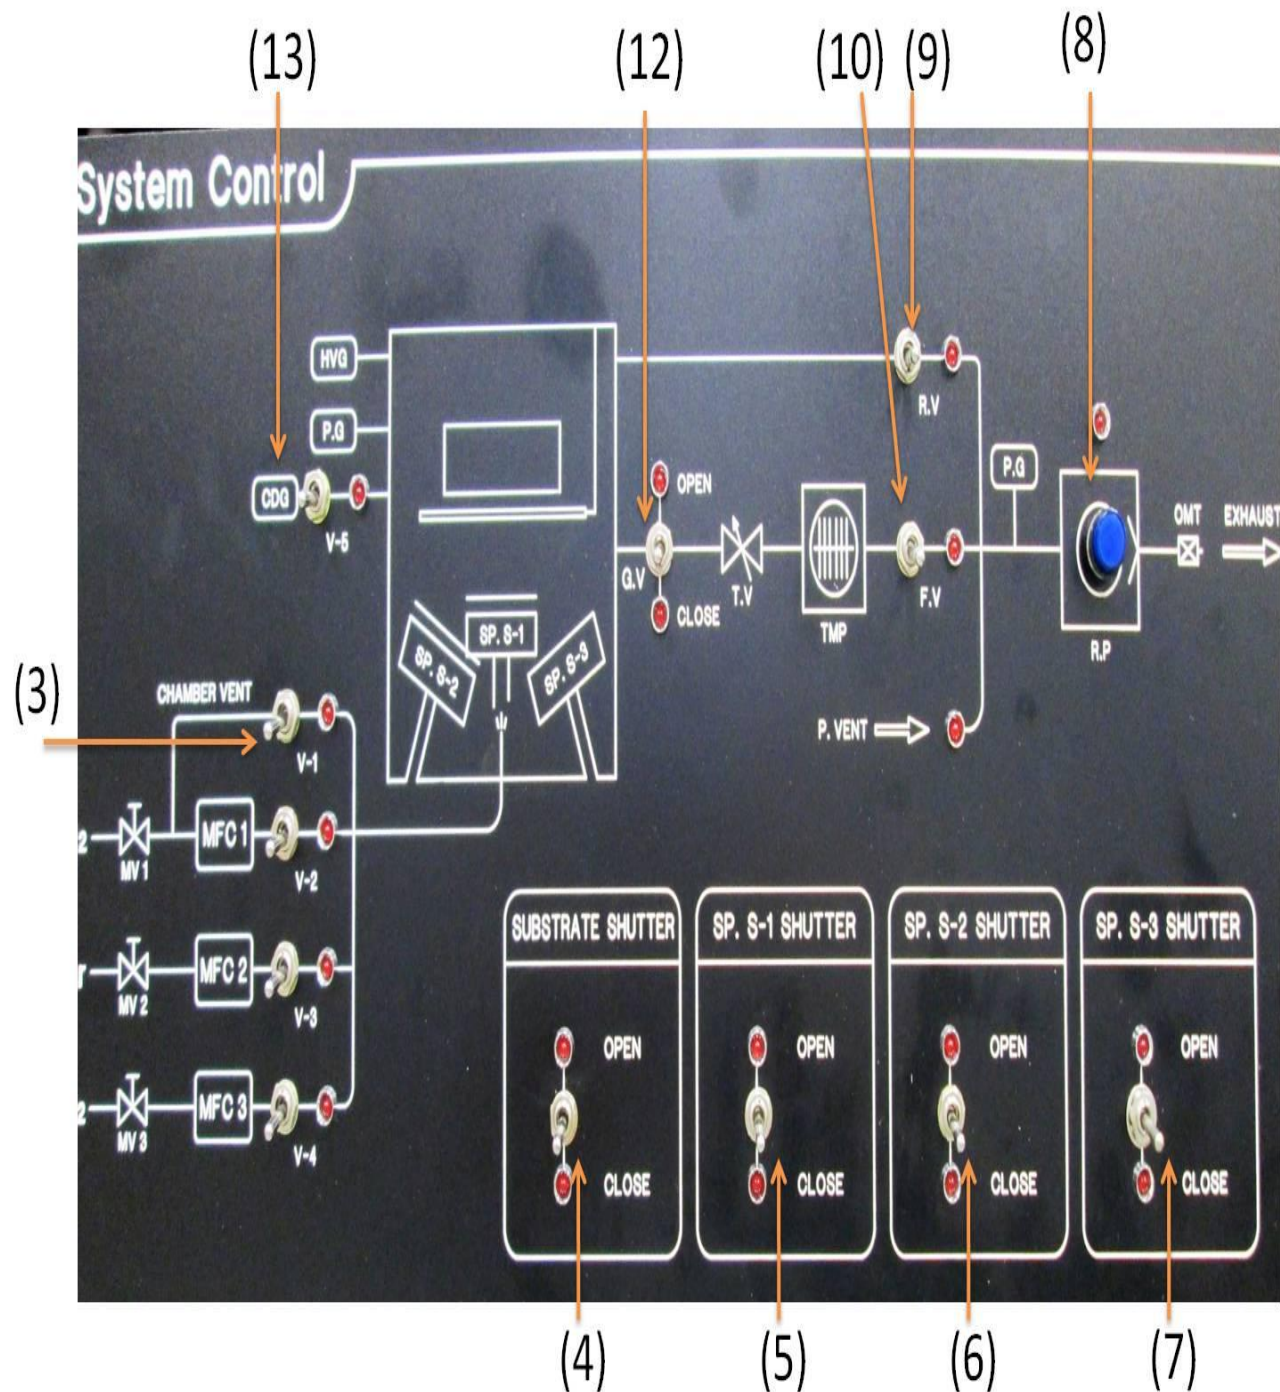 (13)
(12)
(10)
(9)
(8)
System Control
HVG
P.G
CDG
V-5
OPEN
G.V
CLOSE
T.V
TMP
R.V
F.V
P.G
R.P
OMT
EXHAUST
SP. S-1
SP. S-2
SP. S-3
P. VENT
(3)
CHAMBER VENT
V-1
2
MV 1
MFC 1
V-2
r
MV 2
MFC 2
V-3
2
MV 3
MFC 3
V-4
SUBSTRATE SHUTTER
OPEN
CLOSE
SP. S-1 SHUTTER
OPEN
CLOSE
SP. S-2 SHUTTER
OPEN
CLOSE
SP. S-3 SHUTTER
OPEN
CLOSE
(4)
(5)
(6)
(7)